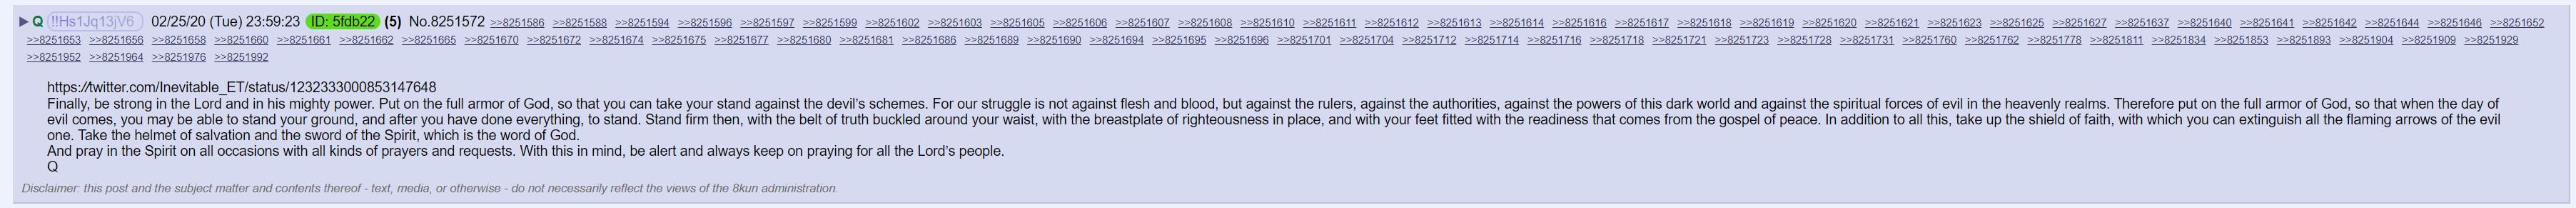 ▶ Q !!Hs1Jq13jV6 02/25/20 (Tue) 23:59:23 ID: 5fdb22 (5) No.8251572 >>8251586 >>8251588 >>8251594 >>8251596 >>8251597 >>8251599 >>8251602 >>8251603 >>8251605 >>8251606 >>8251607 >>8251608 >>8251610 >>8251611 >>8251612 >>8251613 >>8251614 >>8251616 >>8251617 >>8251618 >>8251619 >>8251620 >>8251621 >>8251623 >>8251625 >>8251627 >>8251637 >>8251640 >>8251641 >>8251642 >>8251644 >>8251646 >>8251652
>>8251653 >>8251656 >>8251658 >>8251660 >>8251661 >>8251662 >>8251665 >>8251670 >>8251672 >>8251674 >>8251675 >>8251677 >>8251680 >>8251681 >>8251686 >>8251689 >>8251690 >>8251694 >>8251695 >>8251696 >>8251701 >>8251704 >>8251712 >>8251714 >>8251716 >>8251718 >>8251721 >>8251723 >>8251728 >>8251731 >>8251760 >>8251762 >>8251778 >>8251811 >>8251834 >>8251853 >>8251893 >>8251904 >>8251909 >>8251929
>>8251952 >>8251964 >>8251976 >>8251992
https://twitter.com/Inevitable_ET/status/1232333000853147648
Finally, be strong in the Lord and in his mighty power. Put on the full armor of God, so that you can take your stand against the devil's schemes. For our struggle is not against flesh and blood, but against the rulers, against the authorities, against the powers of this dark world and against the spiritual forces of evil in the heavenly realms. Therefore put on the full armor of God, so that when the day of
evil comes, you may be able to stand your ground, and after you have done everything, to stand. Stand firm then, with the belt of truth buckled around your waist, with the breastplate of righteousness in place, and with your feet fitted with the readiness that comes from the gospel of peace. In addition to all this, take up the shield of faith, with which you can extinguish all the flaming arrows of the evil
one. Take the helmet of salvation and the sword of the Spirit, which is the word of God.
And pray in the Spirit on all occasions with all kinds of prayers and requests. With this in mind, be alert and always keep on praying for all the Lord's people.
Q
Disclaimer: this post and the subject matter and contents thereof - text, media, or otherwise - do not necessarily reflect the views of the 8kun administration.